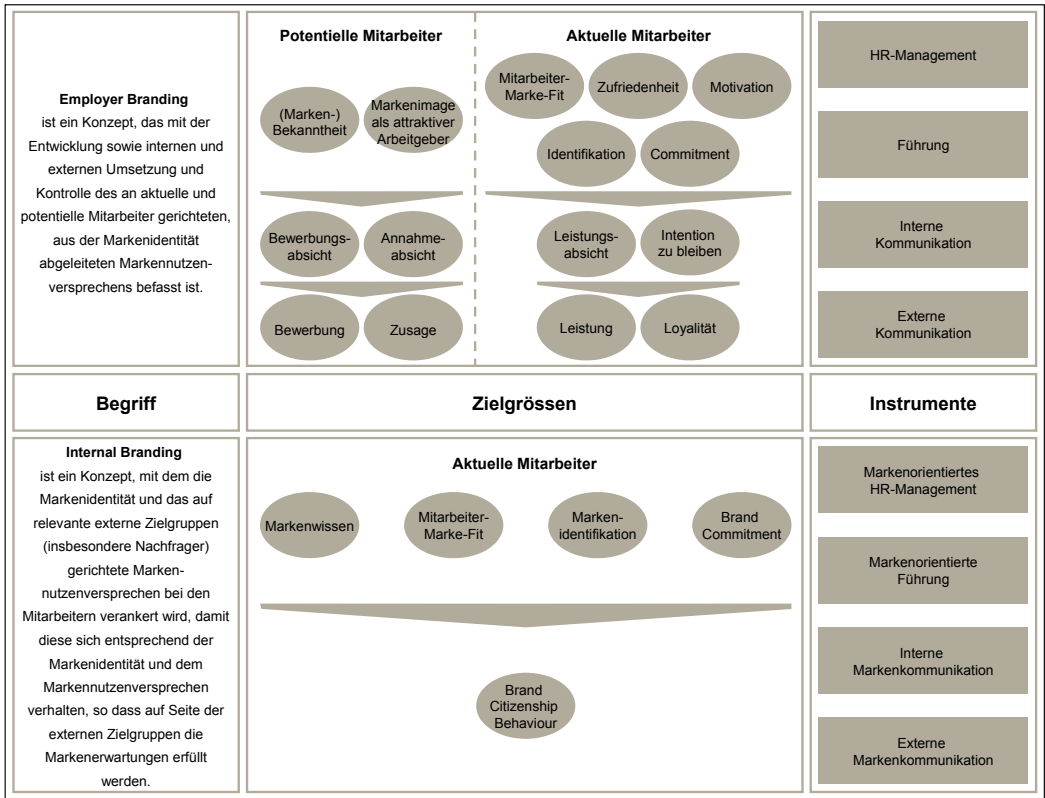 Employer Branding
ist ein Konzept, das mit der
Entwicklung sowie internen und
externen Umsetzung und
Kontrolle des an aktuelle und
potentielle Mitarbeiter gerichteten,
aus der Markenidentität
abgeleiteten Markennutzen-
versprechens befasst ist.
Potentielle Mitarbeiter
(Marken-)
Bekanntheit
Markenimage
als attraktiver
Arbeitgeber
Bewerbungs-
absicht
Annahme-
absicht
Bewerbung
Zusage
Aktuelle Mitarbeiter
Mitarbeiter-
Marke-Fit
Zufriedenheit
Motivation
Identifikation
Commitment
Leistungs-
absicht
Intention
zu bleiben
Leistung
Loyalität
HR-Management
Führung
Interne
Kommunikation
Externe
Kommunikation
Begriff
Zielgrössen
Instrumente
Internal Branding
ist ein Konzept, mit dem die
Markenidentität und das auf
relevante externe Zielgruppen
(insbesondere Nachfrager)
gerichtete Marken-
nutzenversprechen bei den
Mitarbeitern verankert wird, damit
diese sich entsprechend der
Markenidentität und dem
Markennutzenversprechen
verhalten, so dass auf Seite der
externen Zielgruppen die
Markenerwartungen erfüllt
werden.
Aktuelle Mitarbeiter
Markenwissen
Mitarbeiter-
Marke-Fit
Marken-
identifikation
Brand
Commitment
Brand
Citizenship
Behaviour
Markenorientiertes
HR-Management
Markenorientierte
Führung
Interne
Markenkommunikation
Externe
Markenkommunikation